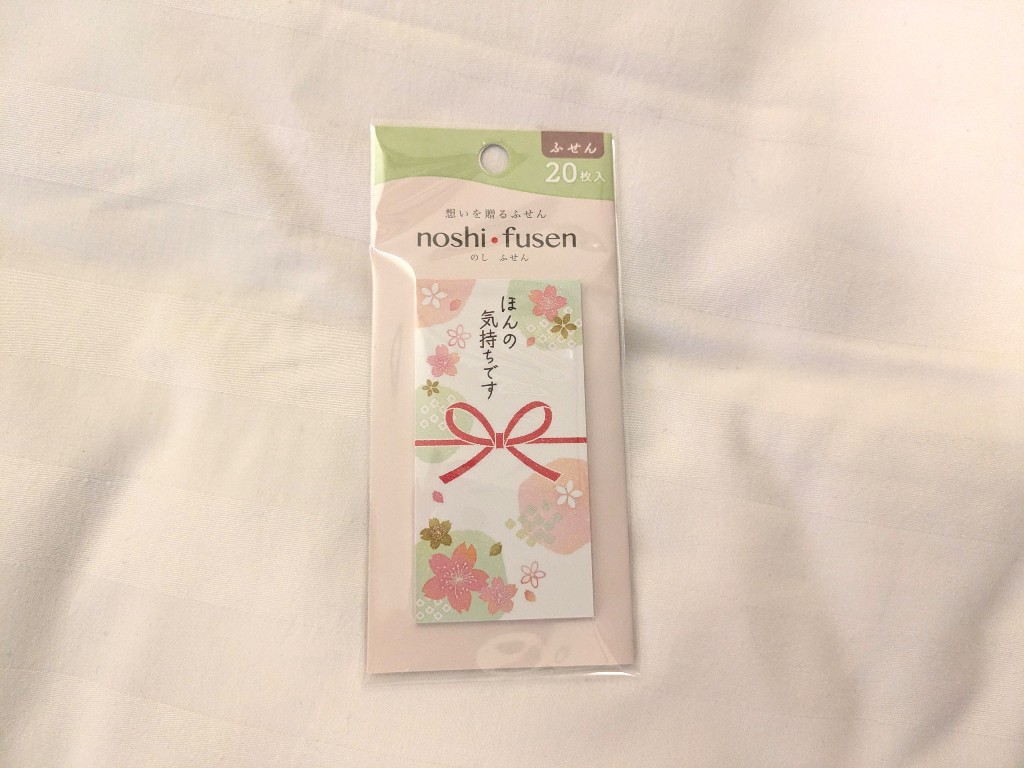 ふせん
20枚入
想いを贈るふせん
noshi・fusen
のし ふせん
ほんの
気持ちです